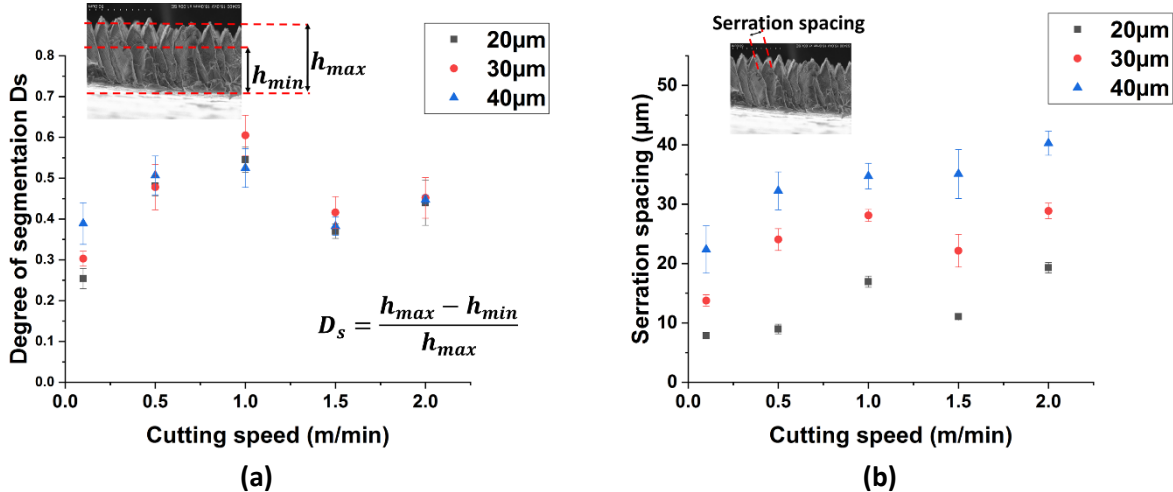 0.8
0.7
0.6
0.5
0.4
0.3
0.2
0.1
0.0
Degree of segmentaion Ds
h_max
h_min
20μm
30μm
40μm
D_s = (h_max − h_min) / h_max
0.0 0.5 1.0 1.5 2.0
Cutting speed (m/min)
(a)
Serration spacing
50
40
30
20
10
0
Serration spacing (μm)
20μm
30μm
40μm
0.0 0.5 1.0 1.5 2.0
Cutting speed (m/min)
(b)